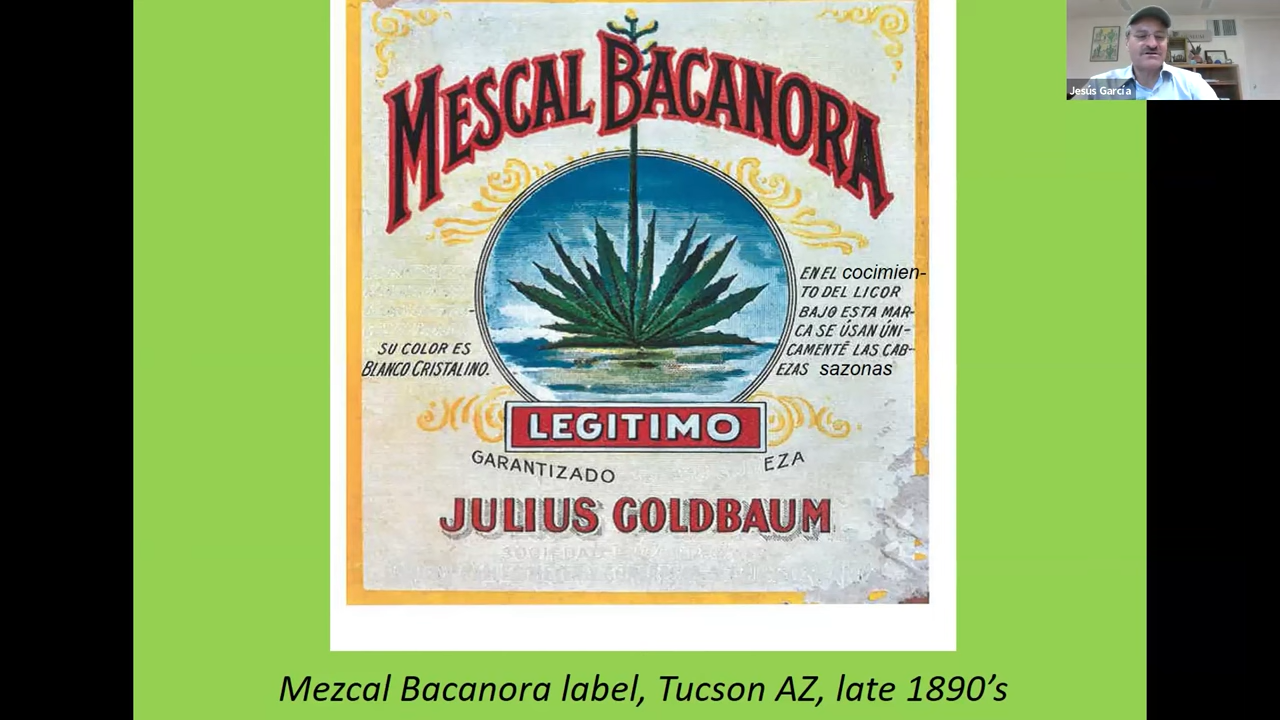 Jesús García
MESCAL BACANORA
SU COLOR ES
BLANCO CRISTALINO.
EN EL cocimien-
TO DEL LICOR
BAJO ESTA MAR-
CA SE ÚSAN ÚNI-
CAMENTÉ LAS CAB-
EZAS sazonas
LEGITIMO
GARANTIZADO EZA
JULIUS GOLDBAUM
Mezcal Bacanora label, Tucson AZ, late 1890's